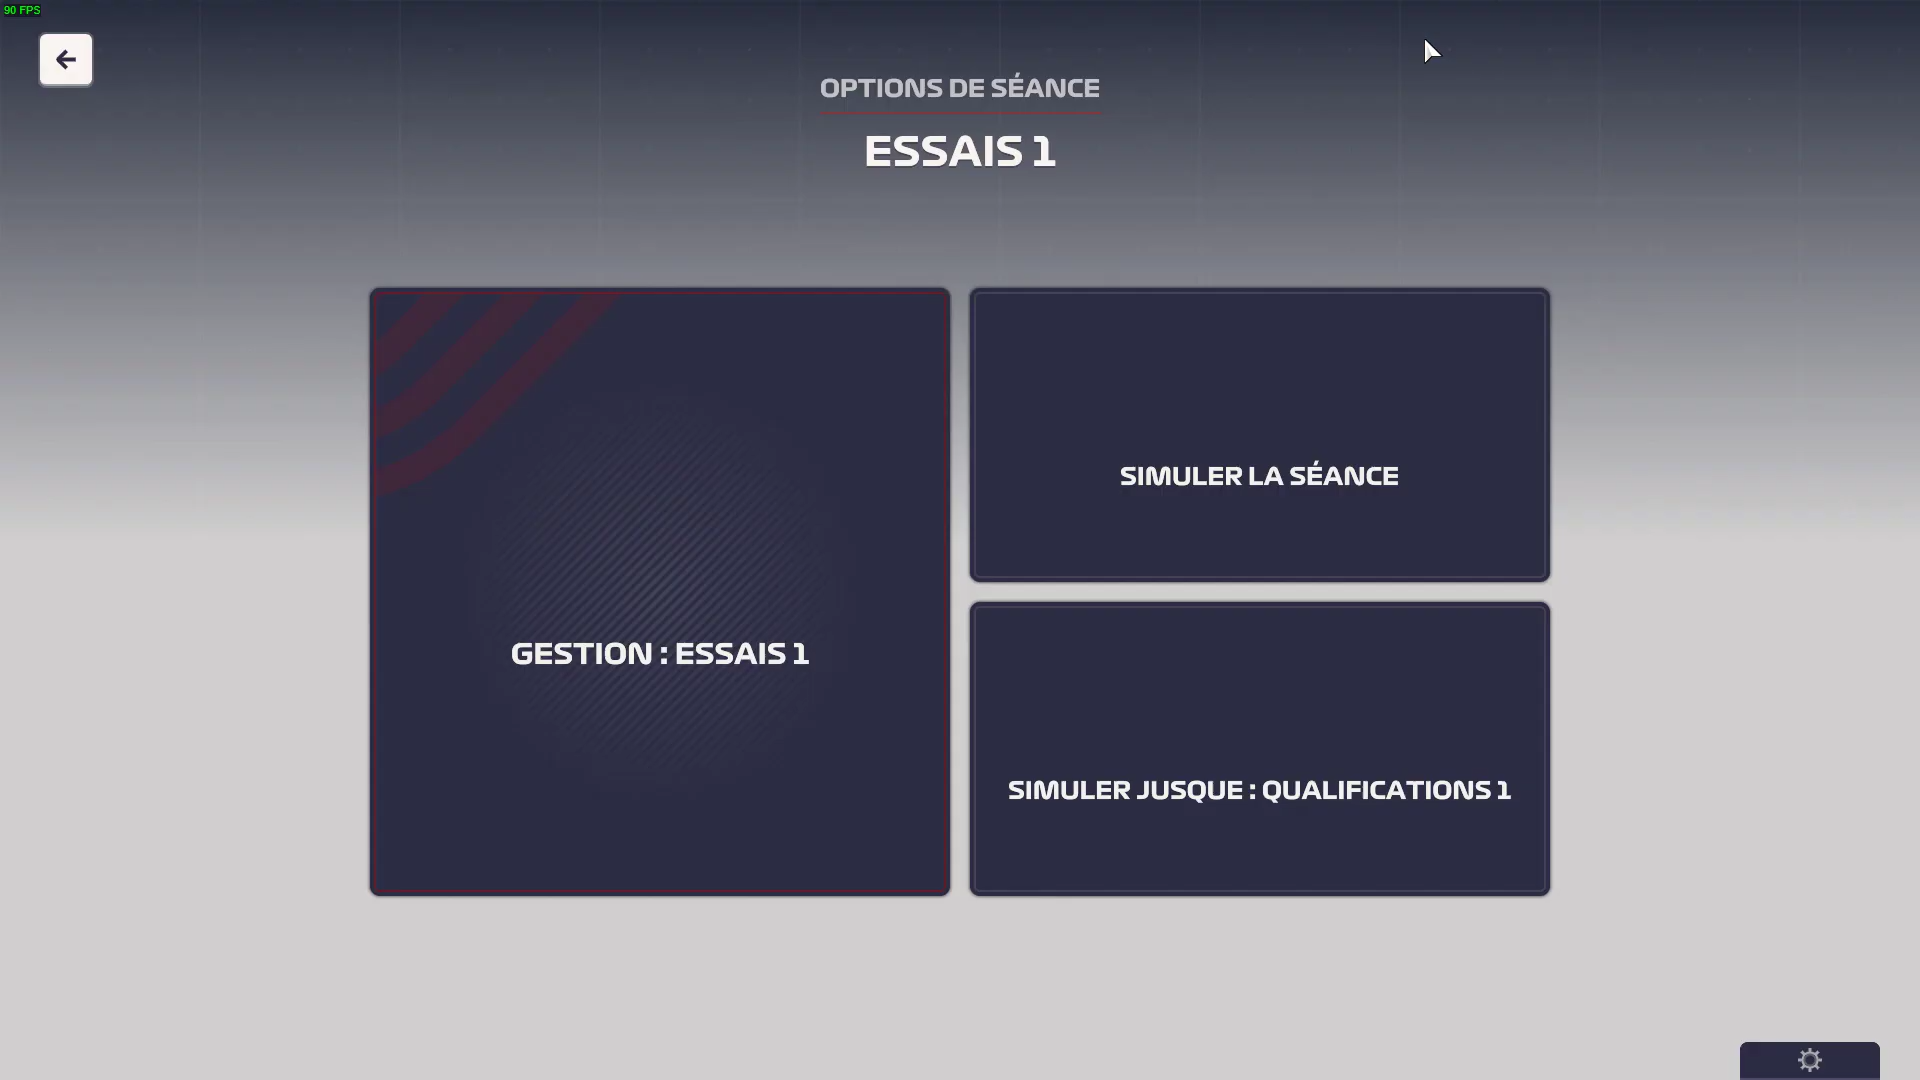 90 FPS
OPTIONS DE SÉANCE
ESSAIS 1
GESTION : ESSAIS 1
SIMULER LA SÉANCE
SIMULER JUSQUE : QUALIFICATIONS 1